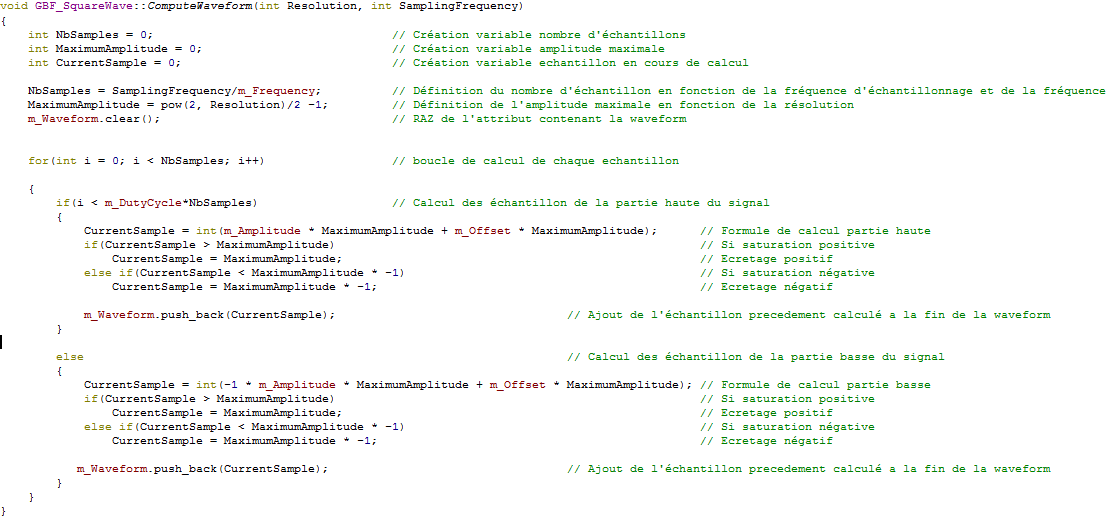 void GBF_SquareWave::ComputeWaveform(int Resolution, int SamplingFrequency)
{
    int NbSamples = 0;                                  // Création variable nombre d'échantillons
    int MaximumAmplitude = 0;                           // Création variable amplitude maximale
    int CurrentSample = 0;                              // Création variable echantillon en cours de calcul

    NbSamples = SamplingFrequency/m_Frequency;          // Définition du nombre d'échantillon en fonction de la fréquence d'échantillonnage et de la fréquence
    MaximumAmplitude = pow(2, Resolution)/2 -1;         // Définition de l'amplitude maximale en fonction de la résolution
    m_Waveform.clear();                                 // RAZ de l'attribut contenant la waveform

    for(int i = 0; i < NbSamples; i++)                  // boucle de calcul de chaque echantillon

    {
        if(i < m_DutyCycle*NbSamples)                   // Calcul des échantillon de la partie haute du signal
        {
            CurrentSample = int(m_Amplitude * MaximumAmplitude + m_Offset * MaximumAmplitude);      // Formule de calcul partie haute
            if(CurrentSample > MaximumAmplitude)                                                    // Si saturation positive
                CurrentSample = MaximumAmplitude;                                                   // Ecretage positif
            else if(CurrentSample < MaximumAmplitude * -1)                                          // Si saturation négative
                CurrentSample = MaximumAmplitude * -1;                                              // Ecretage négatif

            m_Waveform.push_back(CurrentSample);                                 // Ajout de l'échantillon precedement calculé a la fin de la waveform
        }

        else                                                                     // Calcul des échantillon de la partie basse du signal
        {
            CurrentSample = int(-1 * m_Amplitude * MaximumAmplitude + m_Offset * MaximumAmplitude); // Formule de calcul partie basse
            if(CurrentSample > MaximumAmplitude)                                                    // Si saturation positive
                CurrentSample = MaximumAmplitude;                                                   // Ecretage positif
            else if(CurrentSample < MaximumAmplitude * -1)                                          // Si saturation négative
                CurrentSample = MaximumAmplitude * -1;                                              // Ecretage négatif

           m_Waveform.push_back(CurrentSample);                                  // Ajout de l'échantillon precedement calculé a la fin de la waveform
        }
    }
}